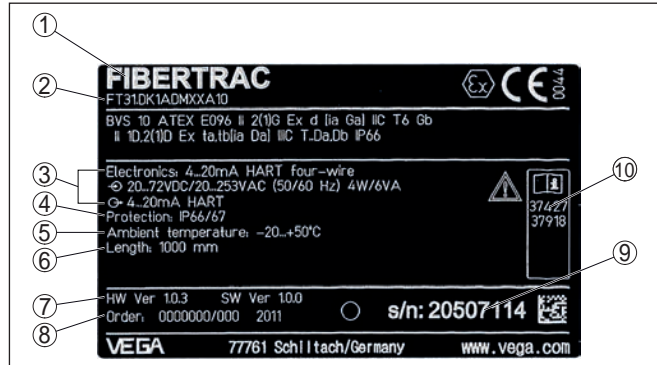 1
FIBERTRAC
2
FT31.DK1ADMXXA10
0044
BVS 10 ATEX E096 II 2(1)G Ex d [ia Ga] IIC T6 Gb
II 1D,2(1)D Ex ta,tb[ia Da] IIIC T..Da,Db IP66
3
Electronics: 4...20mA HART four-wire
20...72VDC/20...253VAC (50/60 Hz) 4W/6VA
4...20mA HART
10
37427
37918
4
Protection: IP66/67
5
Ambient temperature: -20...+50°C
6
Length: 1000 mm
9
7
HW Ver 1.0.3 SW Ver 1.0.0
8
Order: 0000000/000 2011
s/n: 20507114
VEGA 77761 Schiltach/Germany www.vega.com